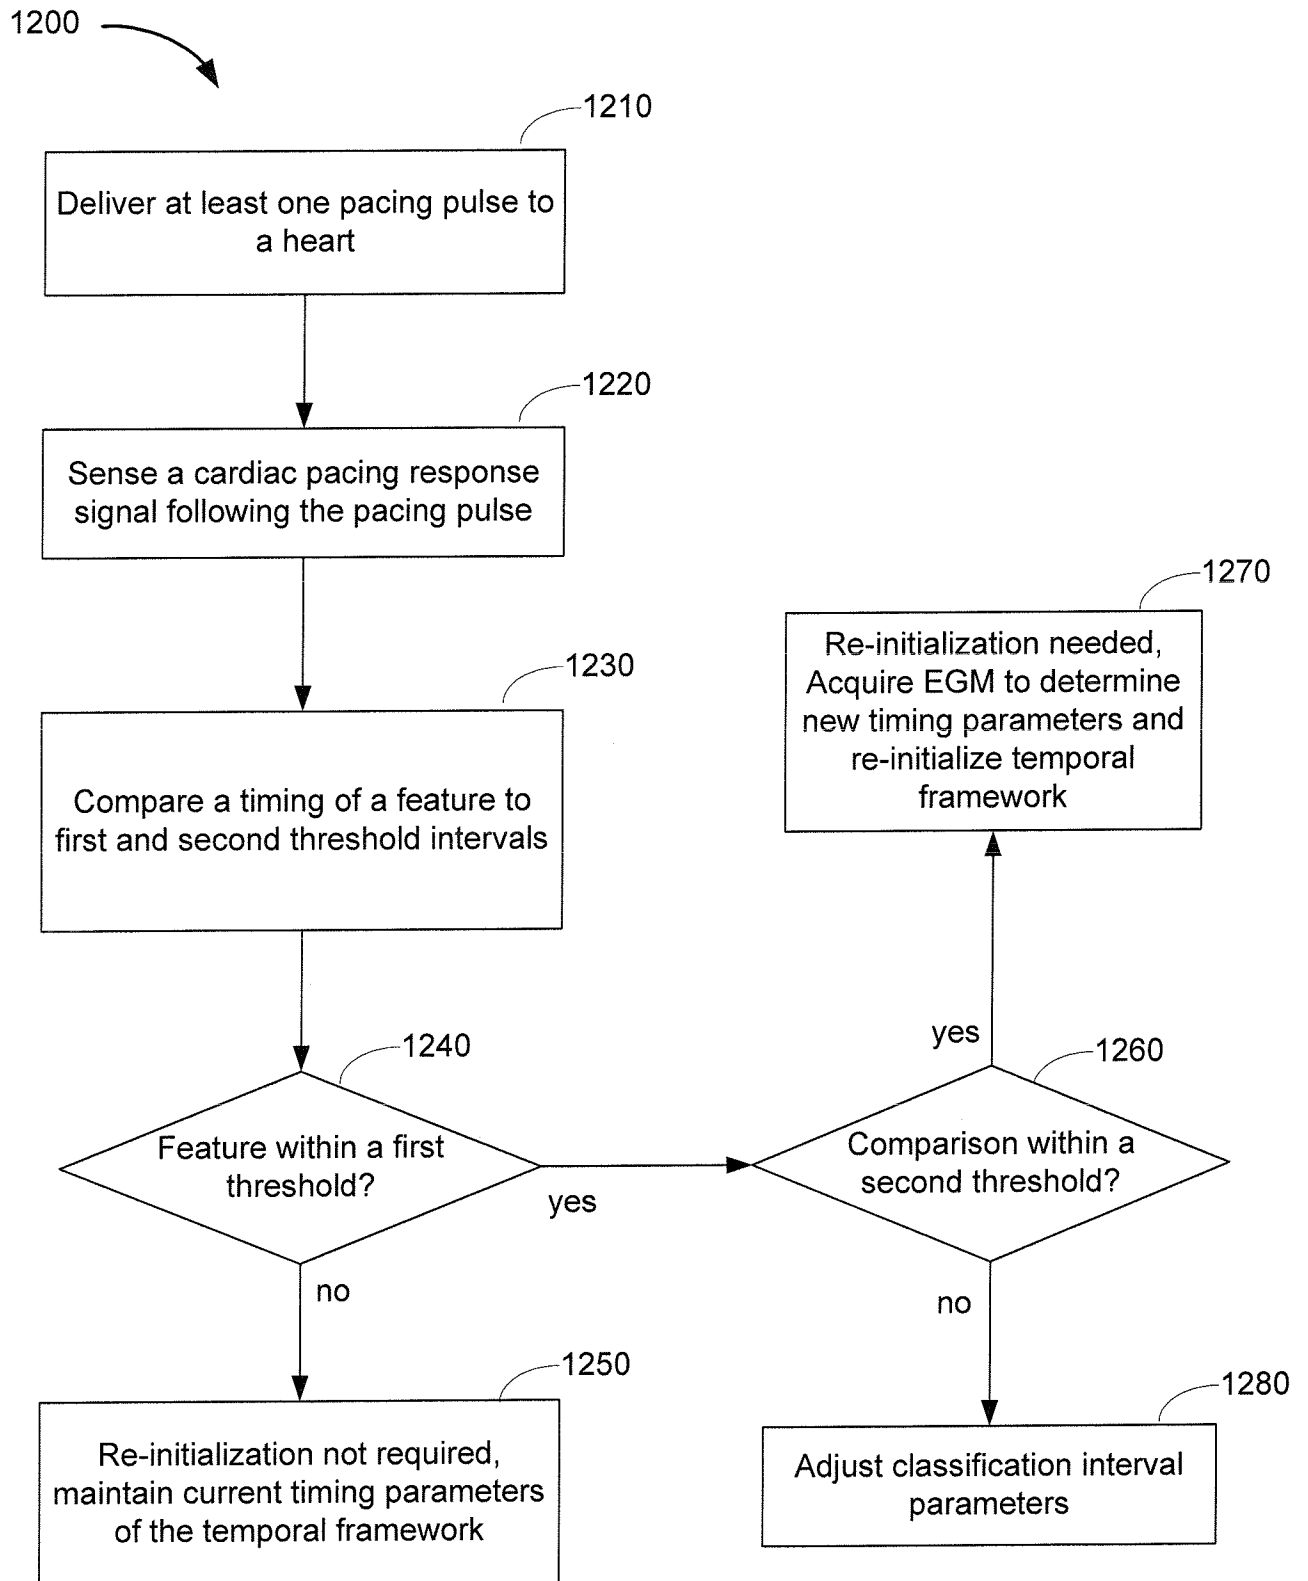 1200
1210
Deliver at least one pacing pulse to
a heart
1220
Sense a cardiac pacing response
signal following the pacing pulse
1230
Compare a timing of a feature to
first and second threshold intervals
1240
Feature within a first
threshold?
yes
no
1250
Re-initialization not required,
maintain current timing parameters
of the temporal framework
1260
Comparison within a
second threshold?
yes
1270
Re-initialization needed,
Acquire EGM to determine
new timing parameters and
re-initialize temporal
framework
no
1280
Adjust classification interval
parameters